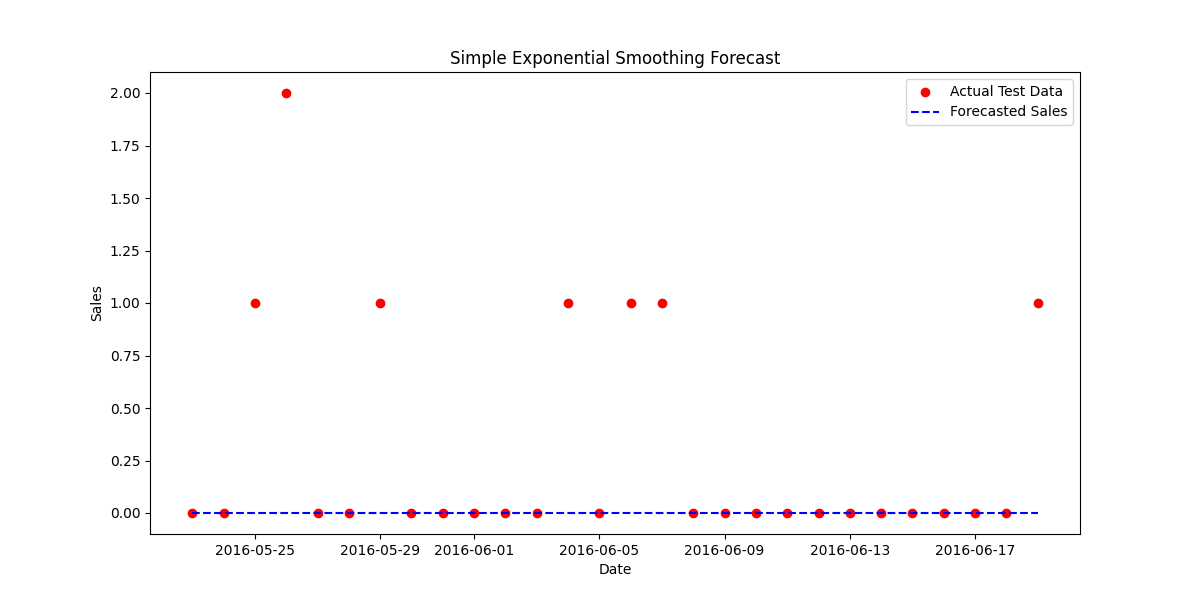 Simple Exponential Smoothing Forecast
Actual Test Data
Forecasted Sales
2.00
1.75
1.50
1.25
1.00
0.75
0.50
0.25
0.00
Sales
2016-05-25 2016-05-29 2016-06-01 2016-06-05 2016-06-09 2016-06-13 2016-06-17
Date